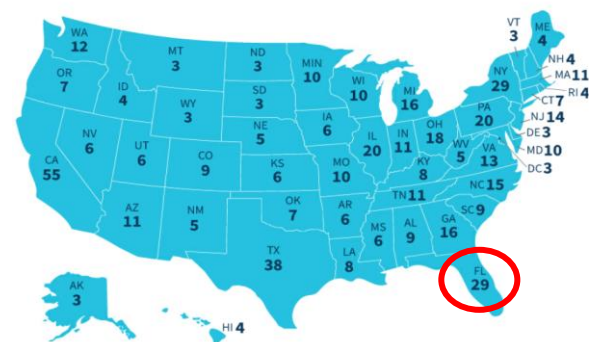 WA
12
OR
7
CA
55
NV
6
ID
4
MT
3
WY
3
UT
6
AZ
11
CO
9
NM
5
ND
3
SD
3
NE
5
KS
6
OK
7
TX
38
MIN
10
IA
6
MO
10
AR
6
LA
8
WI
10
IL
20
MI
16
IN
11
OH
18
KY
8
TN 11
MS
6
AL
9
GA
16
FL
29
SC 9
NC 15
VA
13
WV
5
PA
20
NY
29
VT
3
ME
4
NH 4
MA 11
RI 4
CT 7
NJ 14
DE 3
MD 10
DC 3
AK
3
HI 4